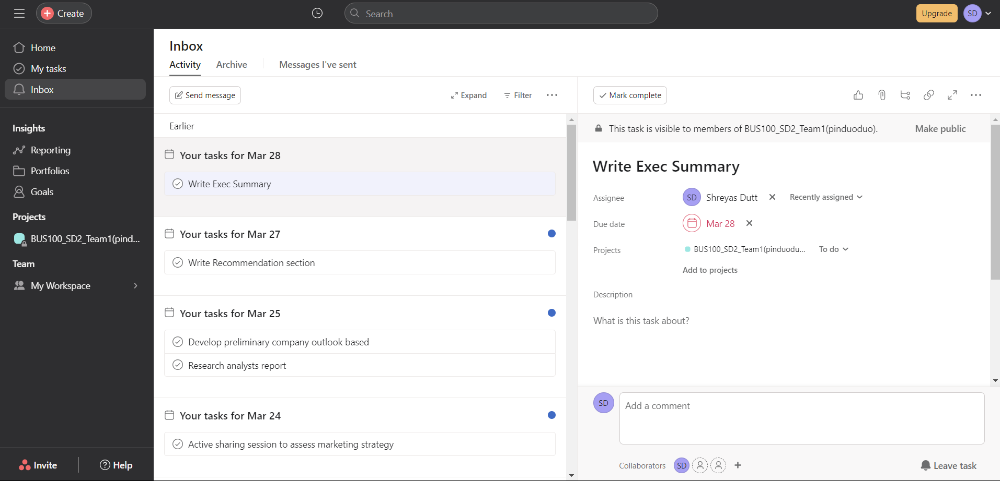 Create
Search
Upgrade
SD
Home
My tasks
Inbox
Insights
Reporting
Portfolios
Goals
Projects
BUS100_SD2_Team1(pind...
Team
My Workspace
Invite
Help
Inbox
Activity
Archive
Messages I've sent
Send message
Expand
Filter
Earlier
Your tasks for Mar 28
Write Exec Summary
Your tasks for Mar 27
Write Recommendation section
Your tasks for Mar 25
Develop preliminary company outlook based
Research analysts report
Your tasks for Mar 24
Active sharing session to assess marketing strategy
Mark complete
This task is visible to members of BUS100_SD2_Team1(pinduoduo).
Make public
Write Exec Summary
Assignee
SD
Shreyas Dutt
Recently assigned
Due date
Mar 28
Projects
BUS100_SD2_Team1(pinduodu...
To do
Add to projects
Description
What is this task about?
SD
Add a comment
Collaborators
SD
Leave task